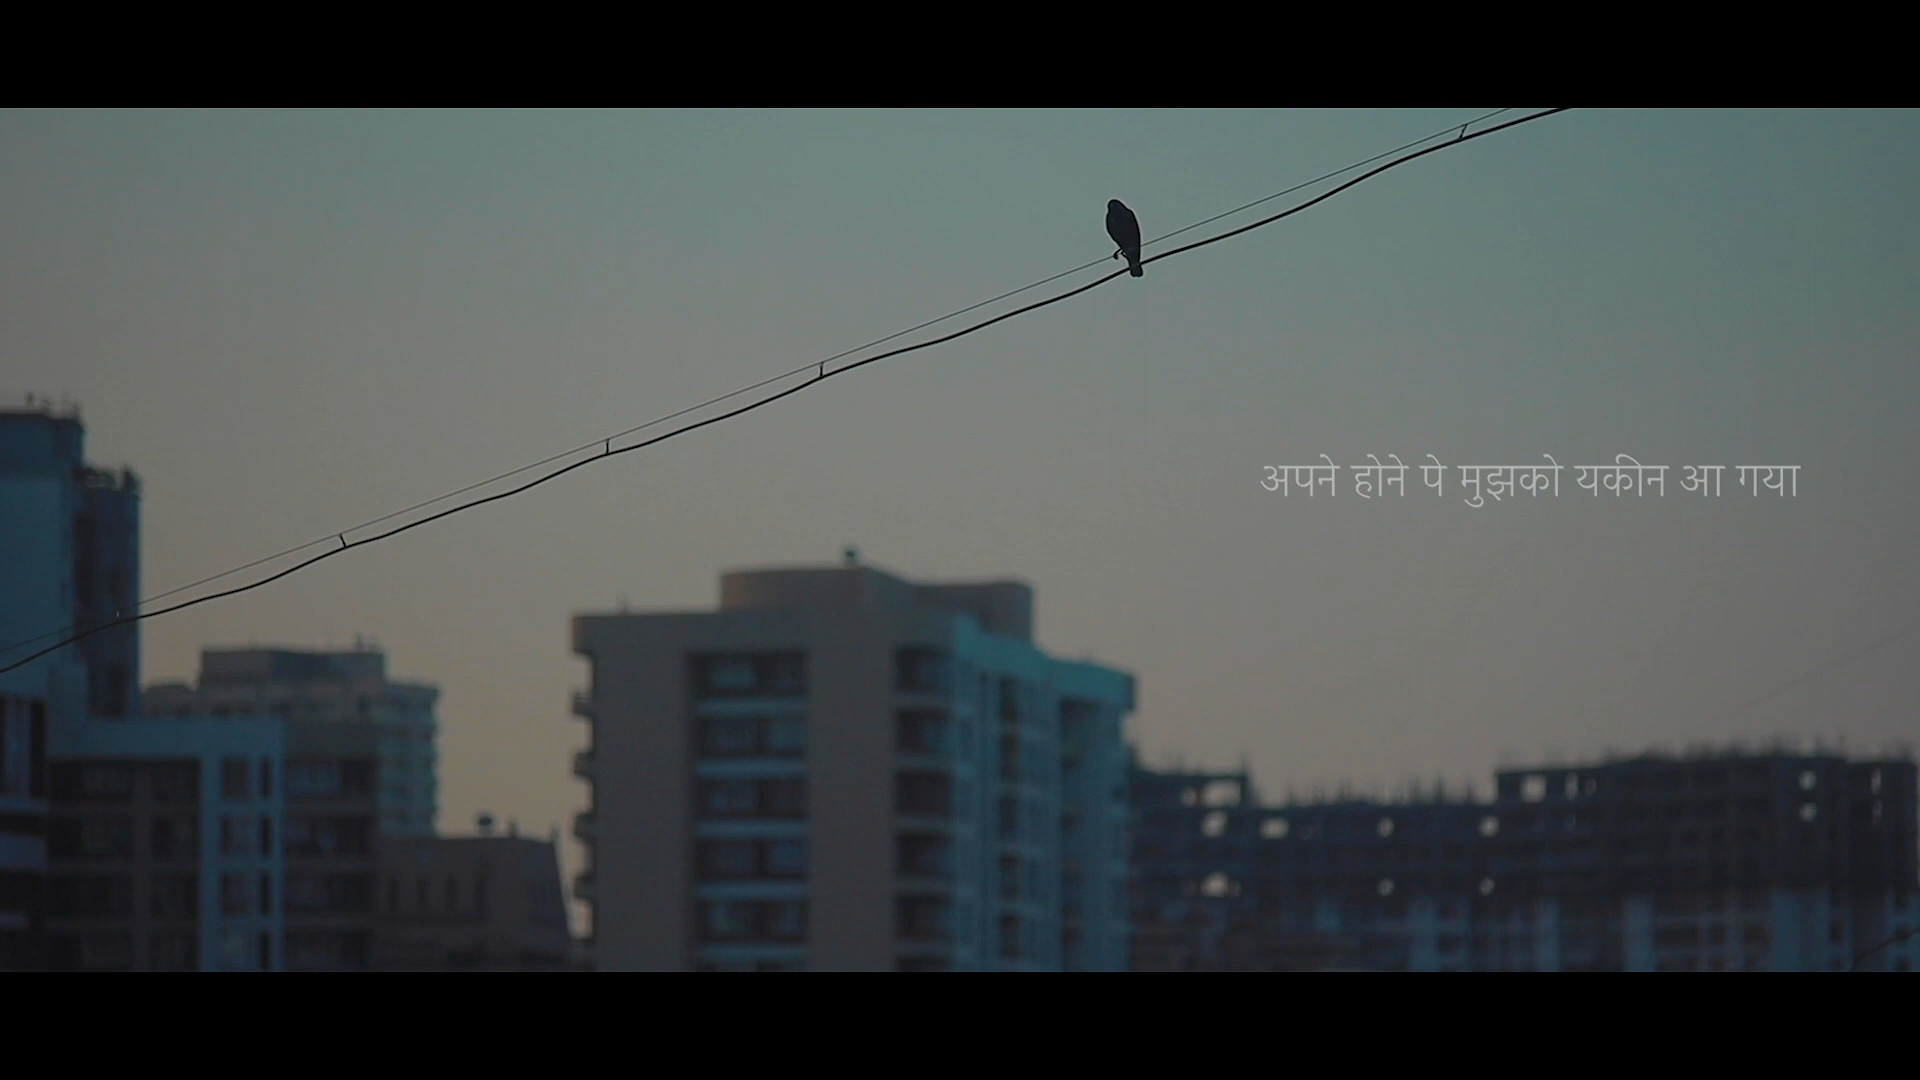 अपने होने पे मुझको यकीन आ गया